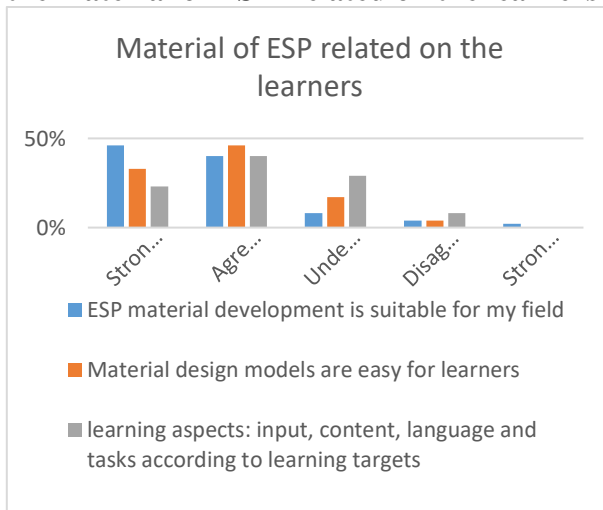 Material of ESP related on the
learners
50%
0%
Stron...
Agre...
Unde...
Disag...
Stron...
ESP material development is suitable for my field
Material design models are easy for learners
learning aspects: input, content, language and
tasks according to learning targets